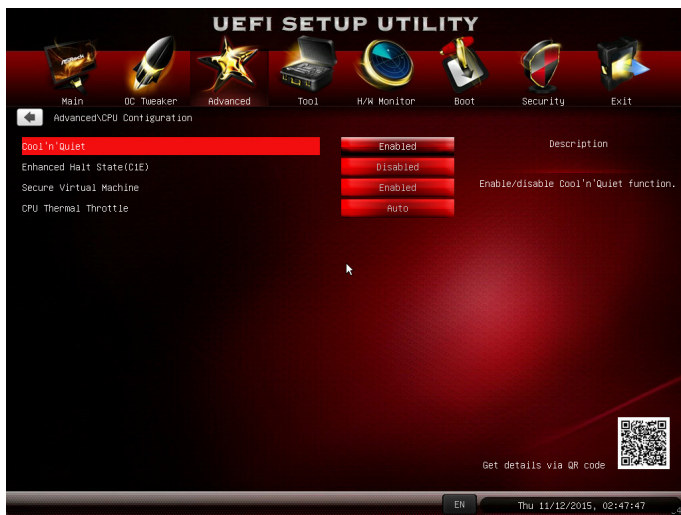 UEFI SETUP UTILITY
ASRock
Main OC Tweaker Advanced Tool H/W Monitor Boot Security Exit
Advanced\CPU Configuration
Cool'n'Quiet Enabled
Enhanced Halt State(C1E) Disabled
Secure Virtual Machine Enabled
CPU Thermal Throttle Auto
Description
Enable/disable Cool'n'Quiet function.
Get details via QR code
EN Thu 11/12/2015, 02:47:47